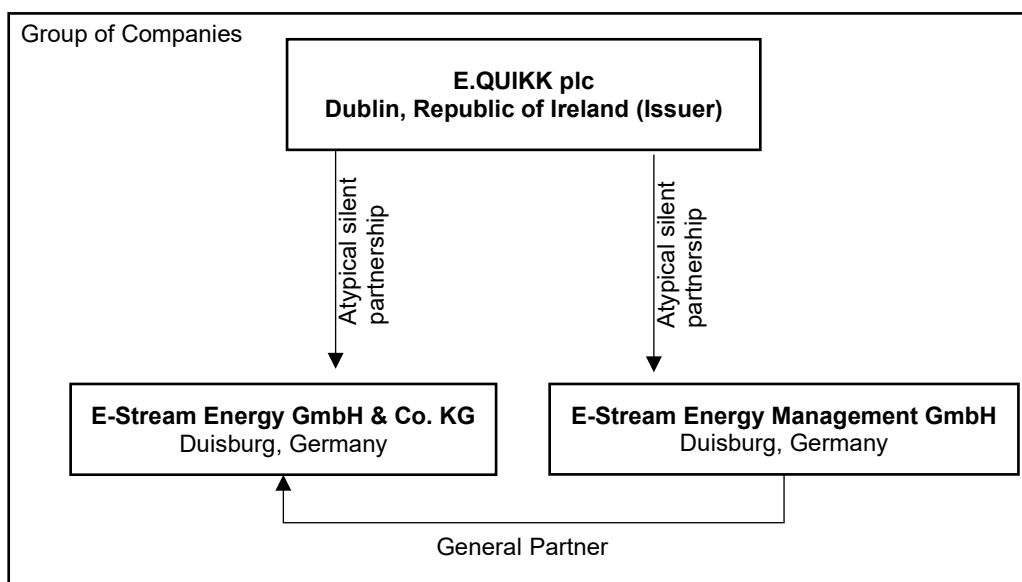 Group of Companies
E.QUIKK plc
Dublin, Republic of Ireland (Issuer)
Atypical silent
partnership
Atypical silent
partnership
E-Stream Energy GmbH & Co. KG
Duisburg, Germany
E-Stream Energy Management GmbH
Duisburg, Germany
General Partner